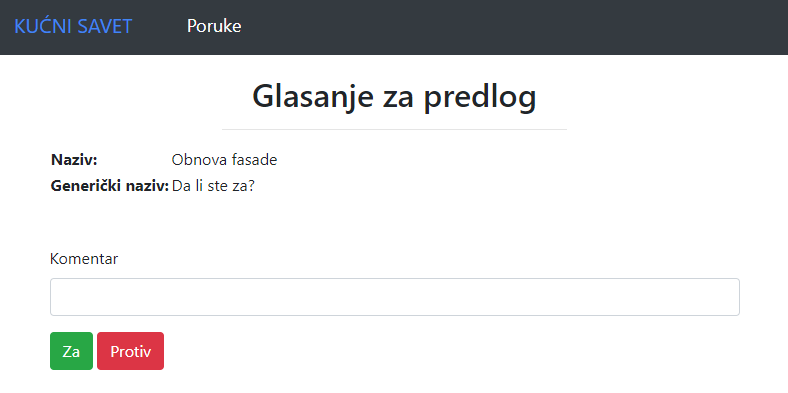 KUĆNI SAVET Poruke
Glasanje za predlog
Naziv: Obnova fasade
Generički naziv: Da li ste za?
Komentar
Za Protiv